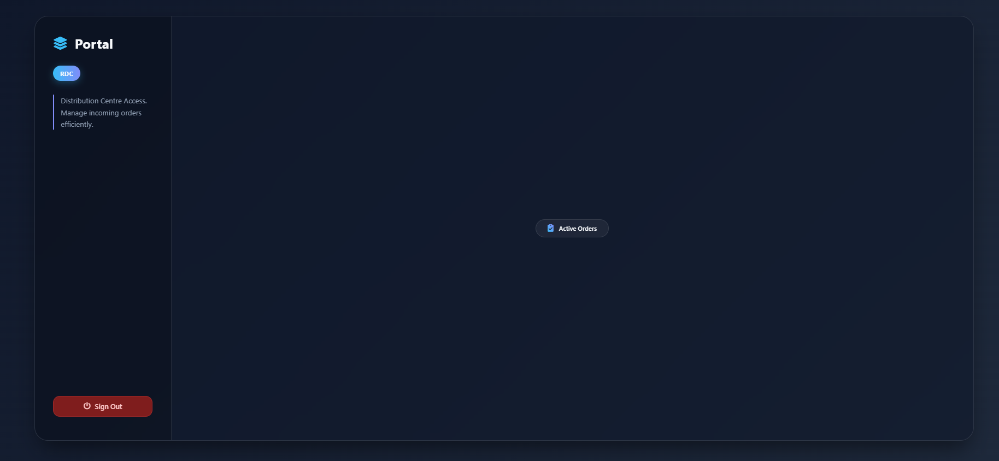 Portal
RDC
Distribution Centre Access.
Manage incoming orders
efficiently.
Active Orders
Sign Out